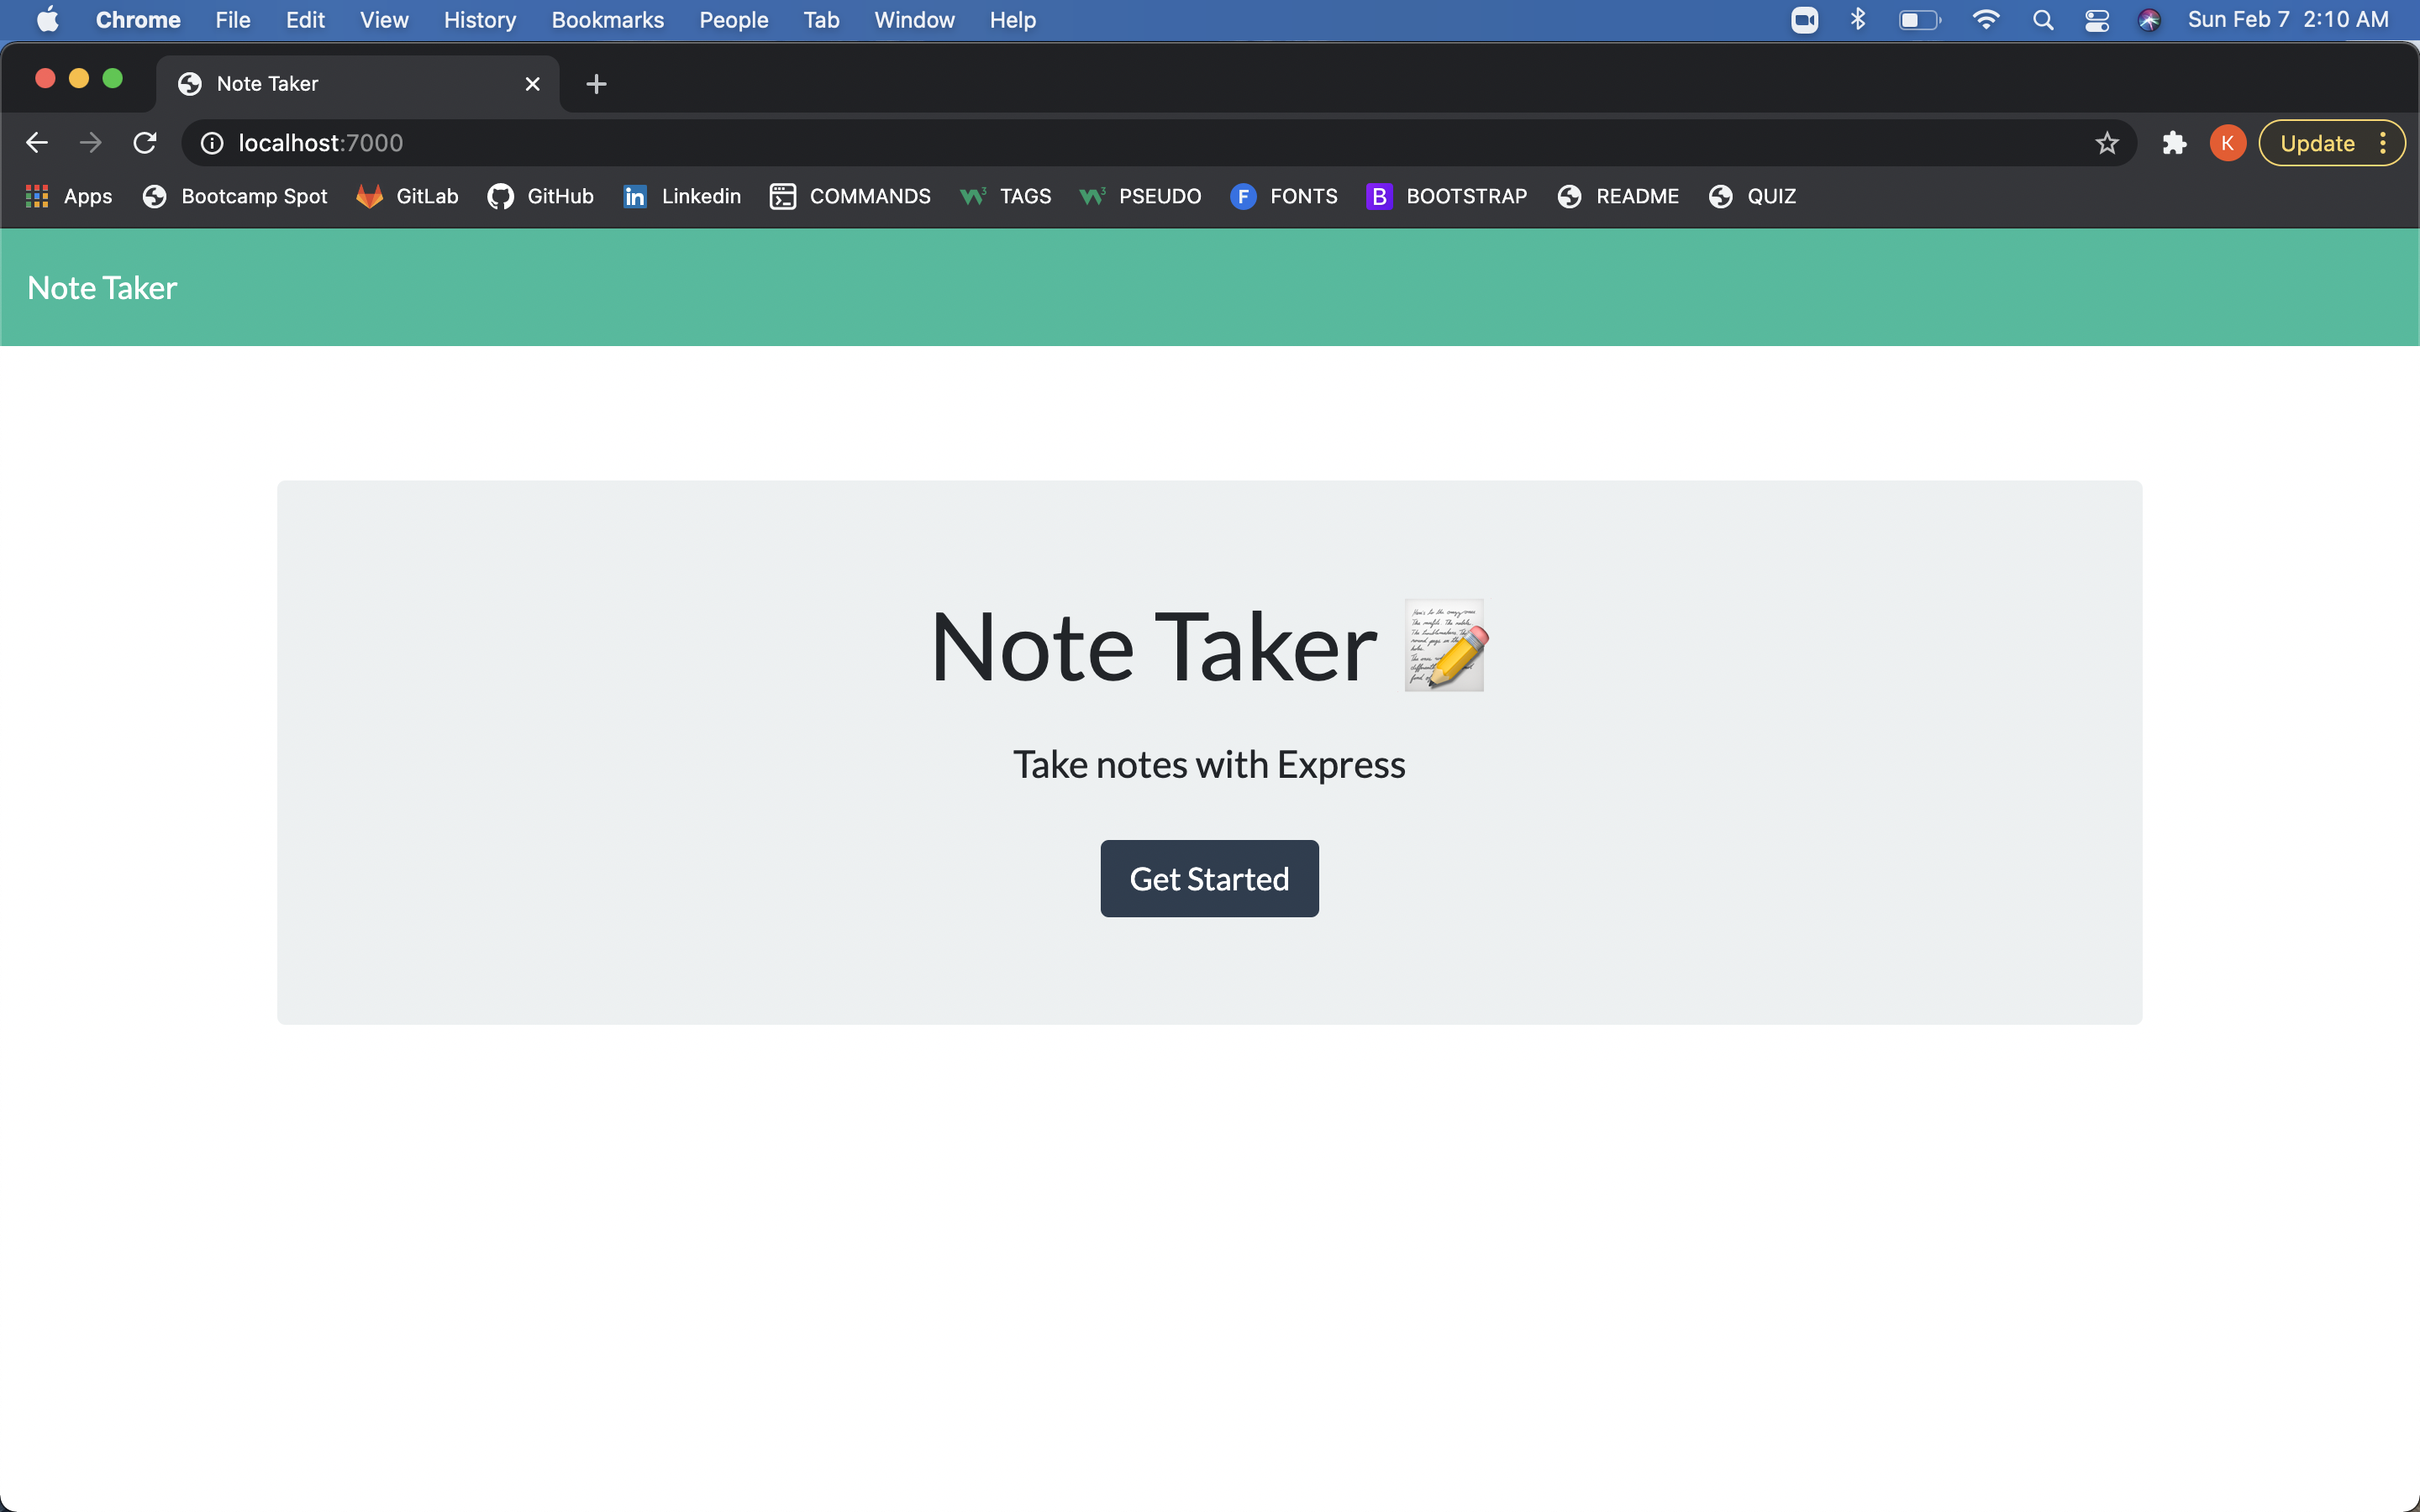 Chrome File Edit View History Bookmarks People Tab Window Help Sun Feb 7 2:10 AM
Note Taker
localhost:7000 K Update
Apps Bootcamp Spot GitLab GitHub in Linkedin COMMANDS TAGS PSEUDO F FONTS B BOOTSTRAP README QUIZ
Note Taker
Note Taker
Take notes with Express
Get Started